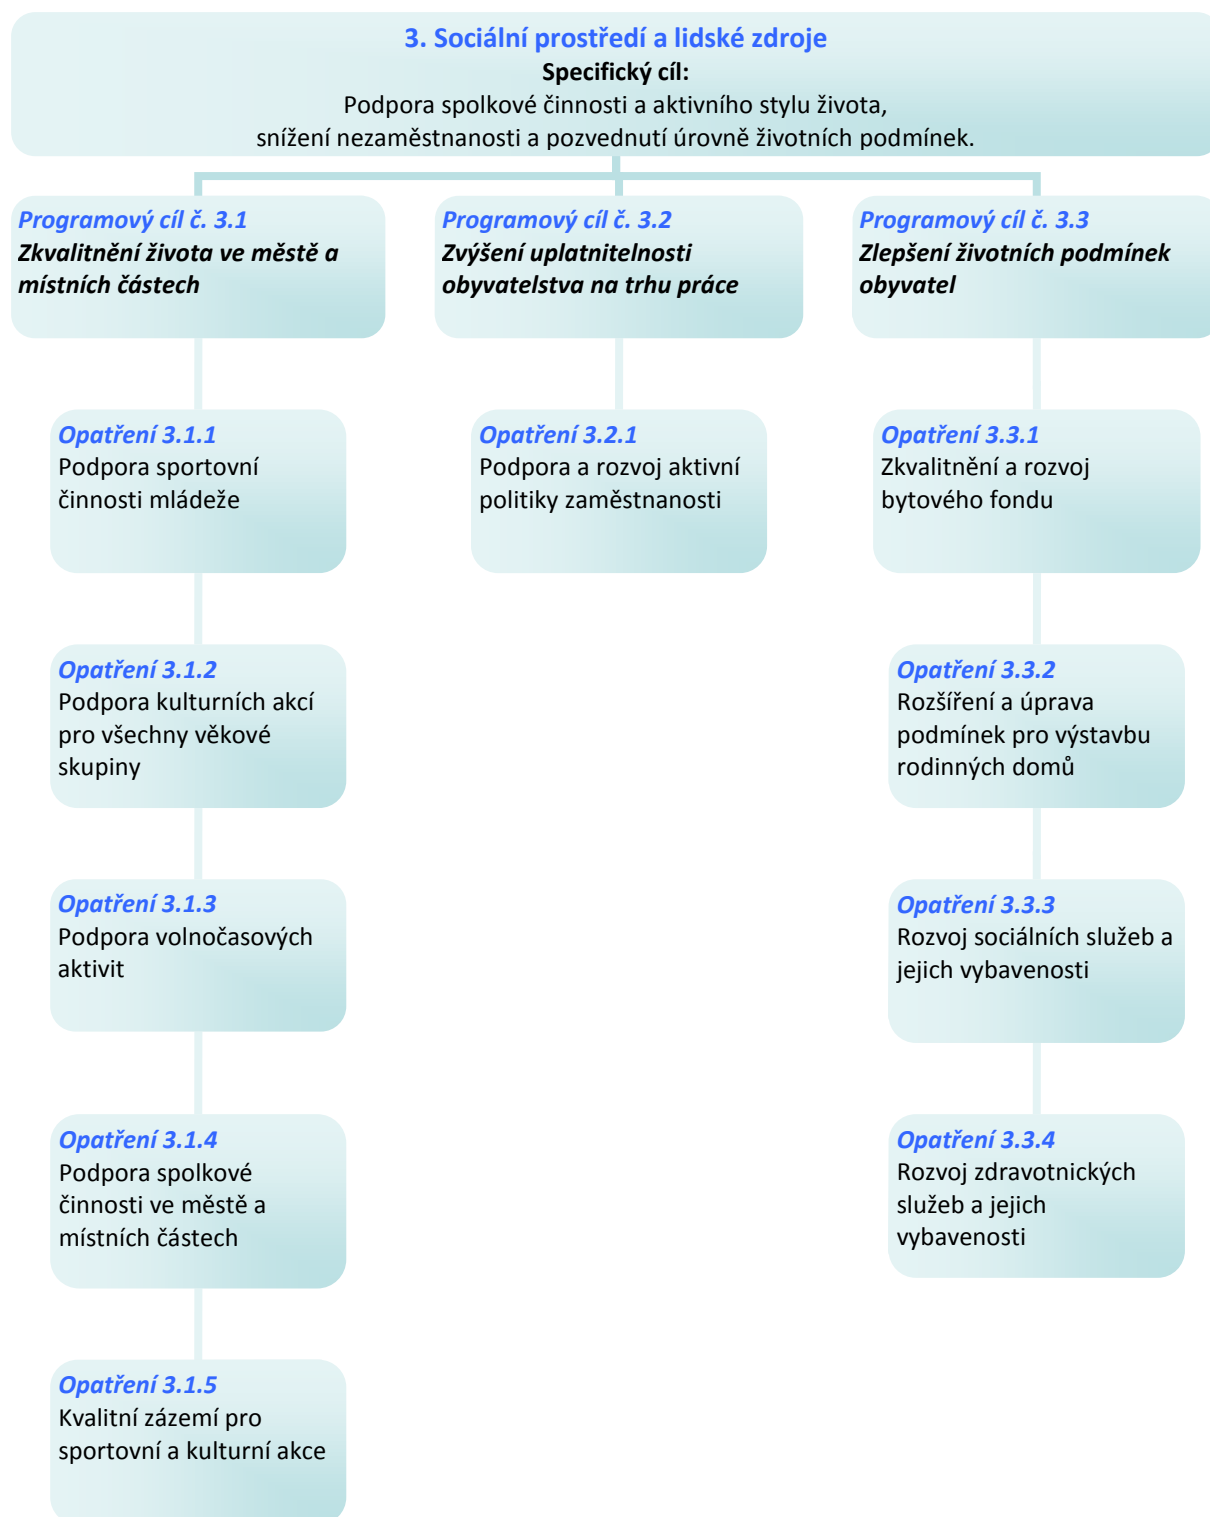 3. Sociální prostředí a lidské zdroje
Specifický cíl:
Podpora spolkové činnosti a aktivního stylu života,
snížení nezaměstnanosti a pozvednutí úrovně životních podmínek.
Programový cíl č. 3.1
Zkvalitnění života ve městě a
místních částech
Programový cíl č. 3.2
Zvýšení uplatnitelnosti
obyvatelstva na trhu práce
Programový cíl č. 3.3
Zlepšení životních podmínek
obyvatel
Opatření 3.1.1
Podpora sportovní
činnosti mládeže
Opatření 3.2.1
Podpora a rozvoj aktivní
politiky zaměstnanosti
Opatření 3.3.1
Zkvalitnění a rozvoj
bytového fondu
Opatření 3.1.2
Podpora kulturních akcí
pro všechny věkové
skupiny
Opatření 3.3.2
Rozšíření a úprava
podmínek pro výstavbu
rodinných domů
Opatření 3.1.3
Podpora volnočasových
aktivit
Opatření 3.3.3
Rozvoj sociálních služeb a
jejich vybavenosti
Opatření 3.1.4
Podpora spolkové
činnosti ve městě a
místních částech
Opatření 3.3.4
Rozvoj zdravotnických
služeb a jejich
vybavenosti
Opatření 3.1.5
Kvalitní zázemí pro
sportovní a kulturní akce